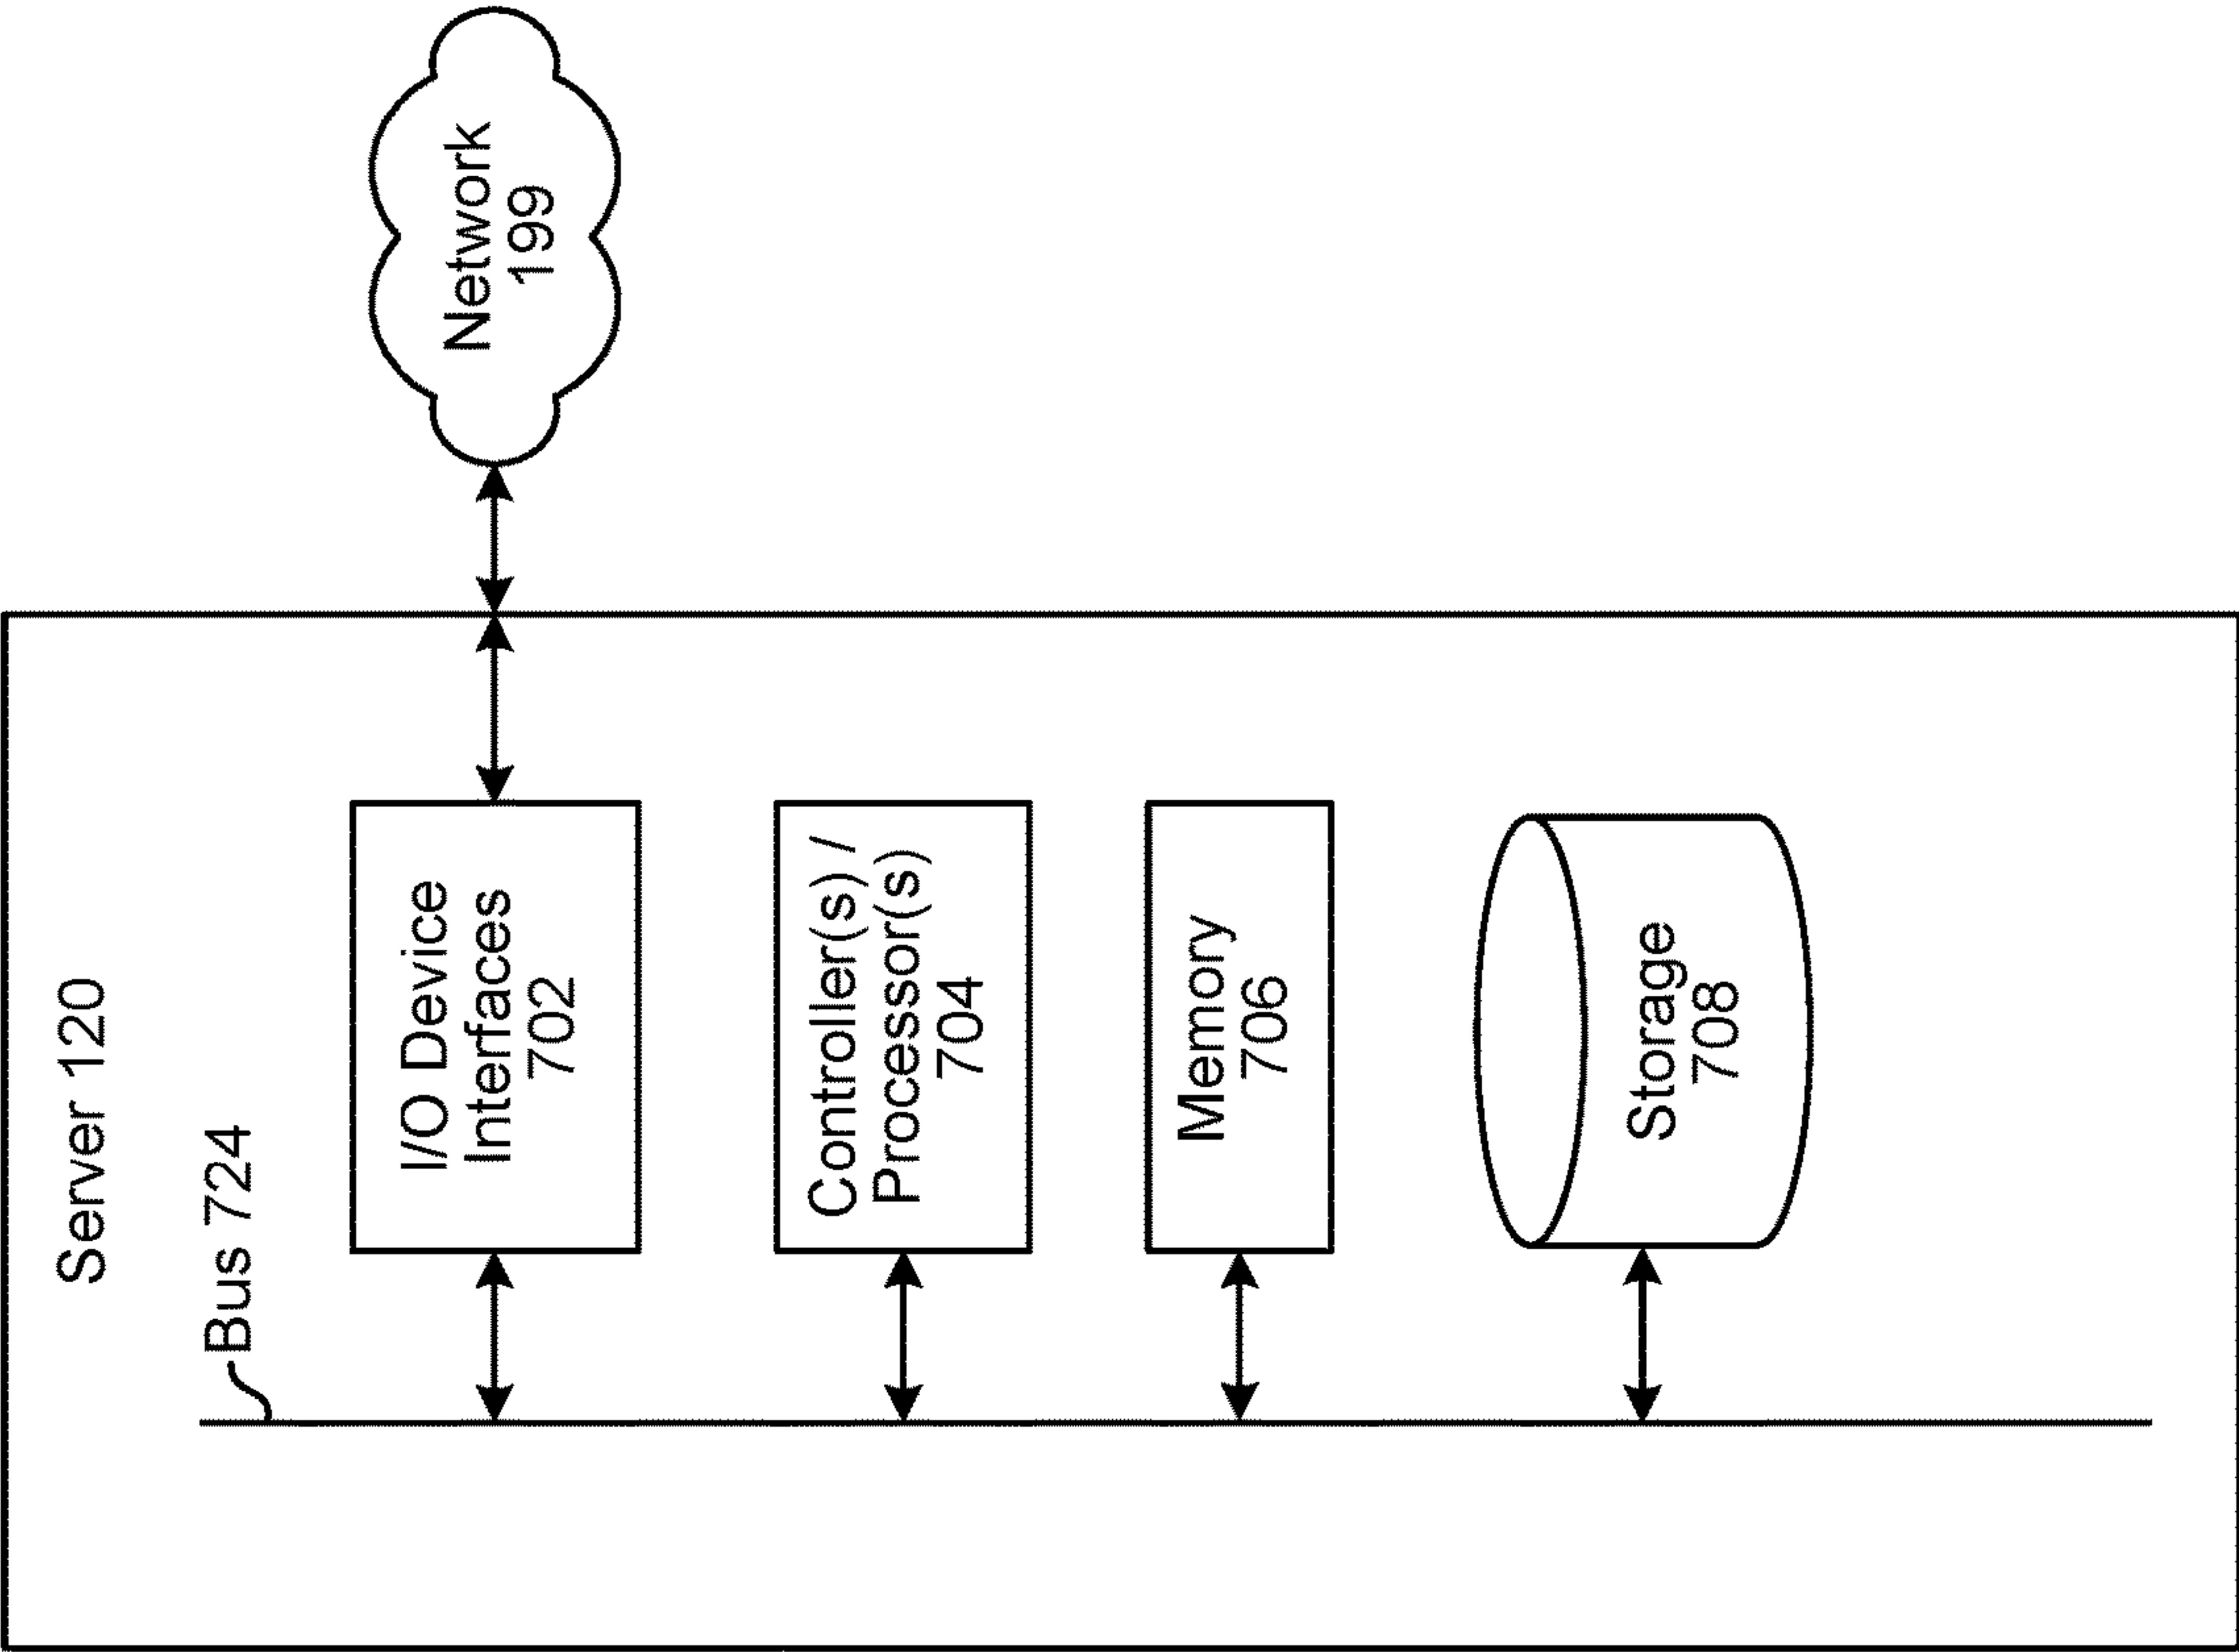 Server 120
Bus 724
I/O Device
Interfaces
702
Controller(s) /
Processor(s)
704
Memory
706
Storage
708
Network
199